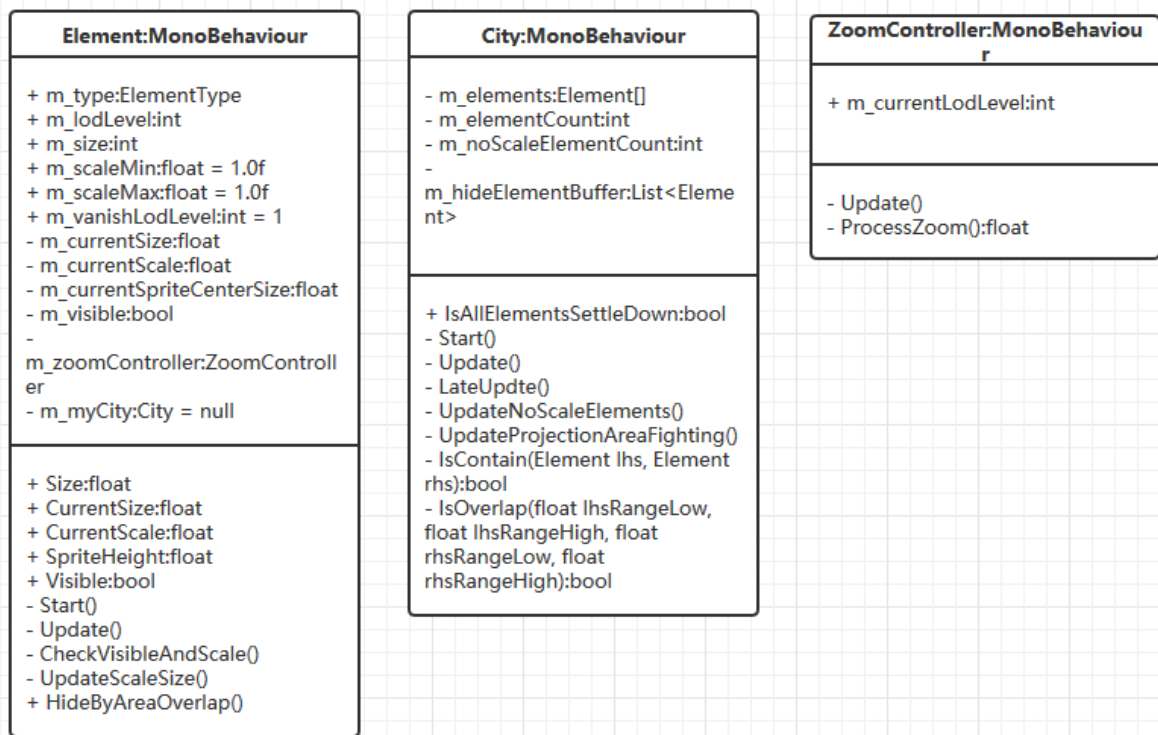 Element:MonoBehaviour
+ m_type:ElementType
+ m_lodLevel:int
+ m_size:int
+ m_scaleMin:float = 1.0f
+ m_scaleMax:float = 1.0f
+ m_vanishLodLevel:int = 1
- m_currentSize:float
- m_currentScale:float
- m_currentSpriteCenterSize:float
- m_visible:bool
-
m_zoomController:ZoomControll
er
- m_myCity:City = null
+ Size:float
+ CurrentSize:float
+ CurrentScale:float
+ SpriteHeight:float
+ Visible:bool
- Start()
- Update()
- CheckVisibleAndScale()
- UpdateScaleSize()
+ HideByAreaOverlap()
City:MonoBehaviour
- m_elements:Element[]
- m_elementCount:int
- m_noScaleElementCount:int
-
m_hideElementBuffer:List<Eleme
nt>
+ IsAllElementsSettleDown:bool
- Start()
- Update()
- LateUpdte()
- UpdateNoScaleElements()
- UpdateProjectionAreaFighting()
- IsContain(Element lhs, Element
rhs):bool
- IsOverlap(float lhsRangeLow,
float lhsRangeHigh, float
rhsRangeLow, float
rhsRangeHigh):bool
ZoomController:MonoBehaviou
r
+ m_currentLodLevel:int
- Update()
- ProcessZoom():float